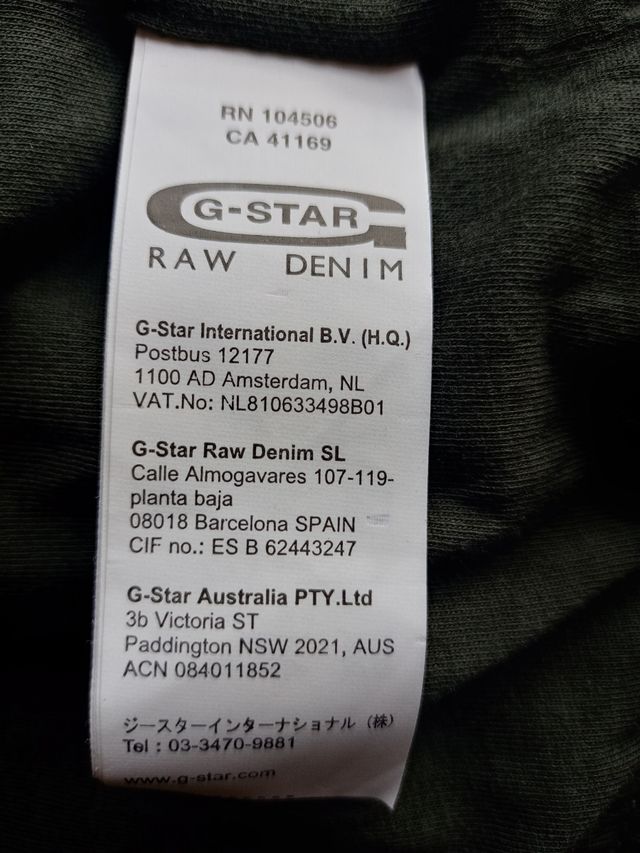 RN 104506
CA 41169
G-STAR
RAW DENIM
G-Star International B.V. (H.Q.)
Postbus 12177
1100 AD Amsterdam, NL
VAT.No: NL810633498B01
G-Star Raw Denim SL
Calle Almogavares 107-119-
planta baja
08018 Barcelona SPAIN
CIF no.: ES B 62443247
G-Star Australia PTY.Ltd
3b Victoria ST
Paddington NSW 2021, AUS
ACN 084011852
ジースターインターナショナル（株）
Tel : 03-3470-9881
www.g-star.com